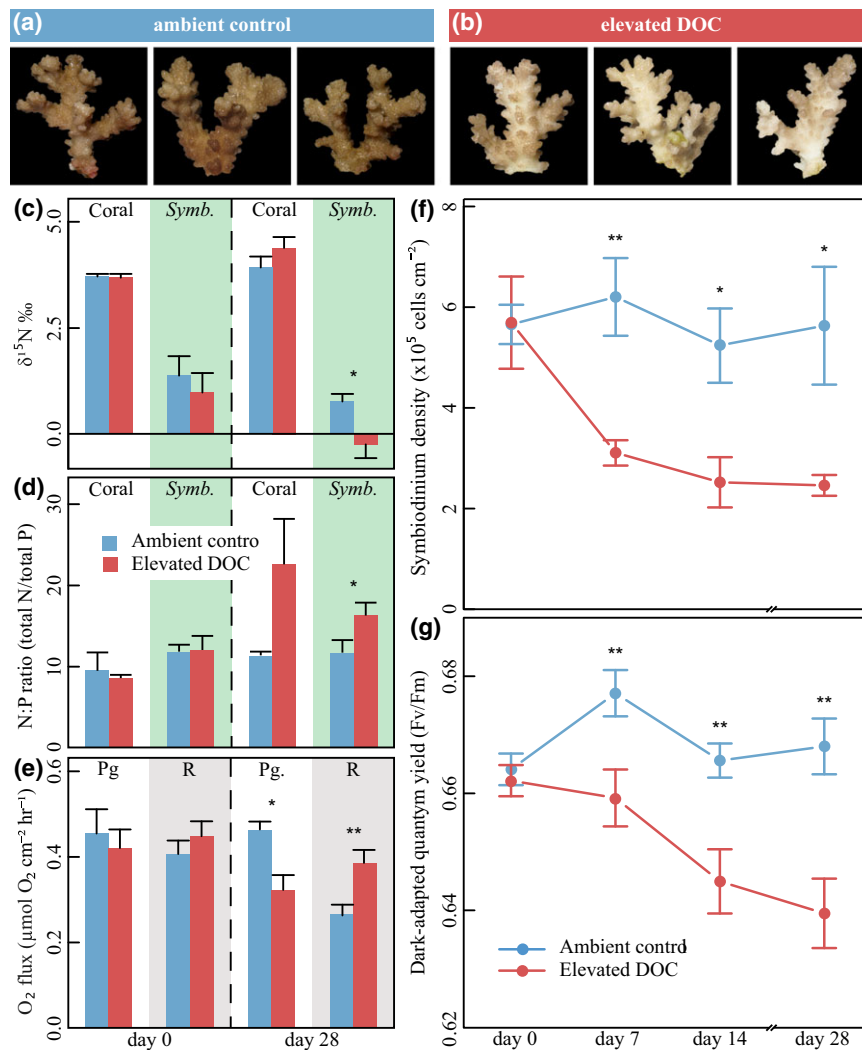 (a) ambient control
(b) elevated DOC
(c) Coral Symb. Coral Symb.
5.0
2.5
0.0
δ¹⁵N ‰
*
(d) Coral Symb. Coral Symb.
30
20
10
0
N:P ratio (total N/total P)
Ambient contro
Elevated DOC
*
(e) Pg R Pg. R
0.6
0.4
0.2
0.0
O₂ flux (µmol O₂ cm⁻² hr⁻¹)
*
**
day 0 day 28
(f)
8
6
4
2
0
Symbiodinium density (x10⁵ cells cm⁻²)
** * *
(g)
0.68
0.66
0.64
0.62
Dark-adapted quantym yield (Fv/Fm)
** ** **
Ambient contro
Elevated DOC
day 0 day 7 day 14 day 28